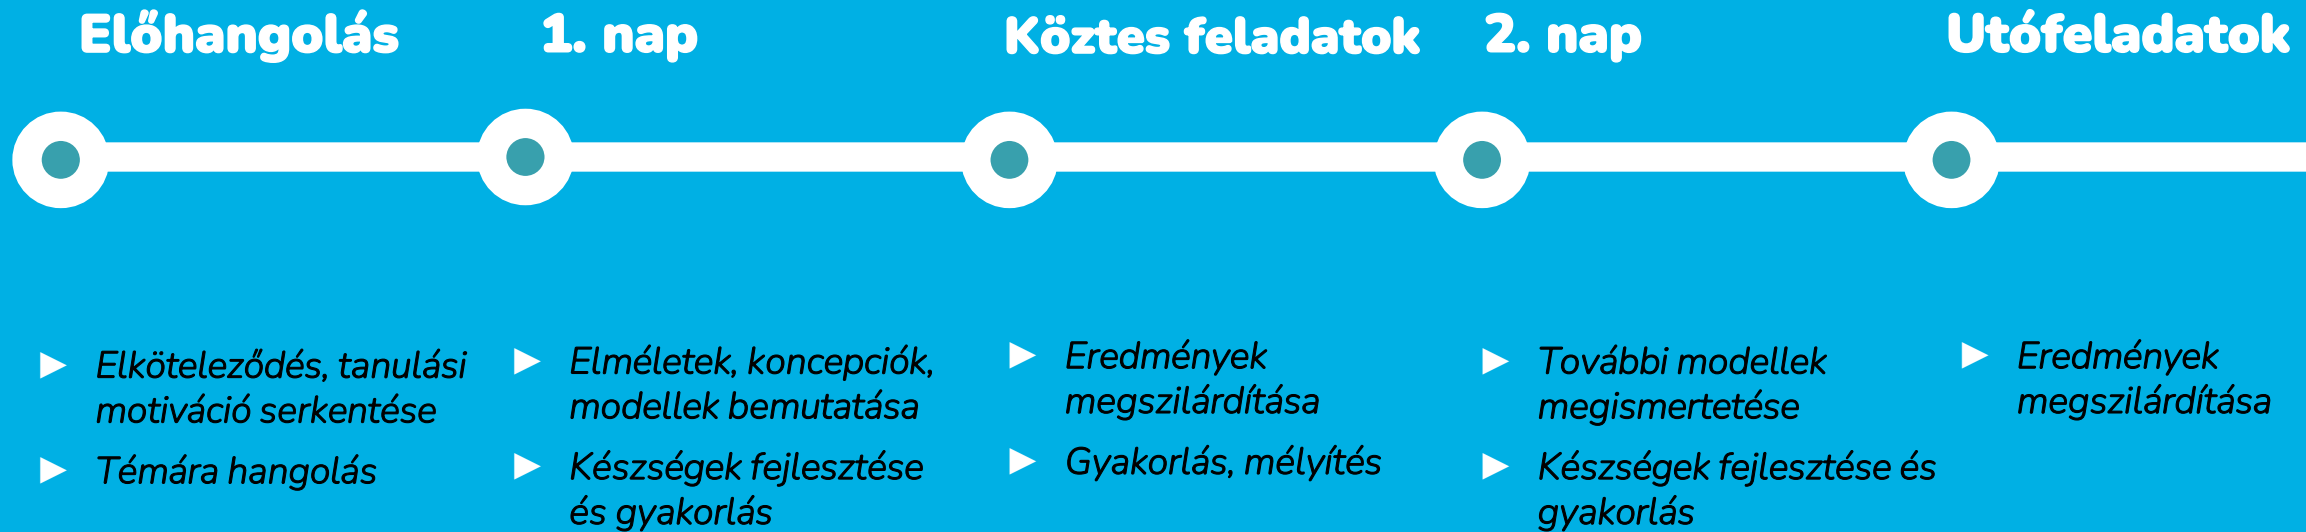 Előhangolás
1. nap
Köztes feladatok
2. nap
Utófeladatok
Elköteleződés, tanulási
motiváció serkentése
Témára hangolás
Elméletek, koncepciók,
modellek bemutatása
Készségek fejlesztése
és gyakorlás
Eredmények
megszilárdítása
Gyakorlás, mélyítés
További modellek
megismertetése
Készségek fejlesztése és
gyakorlás
Eredmények
megszilárdítása